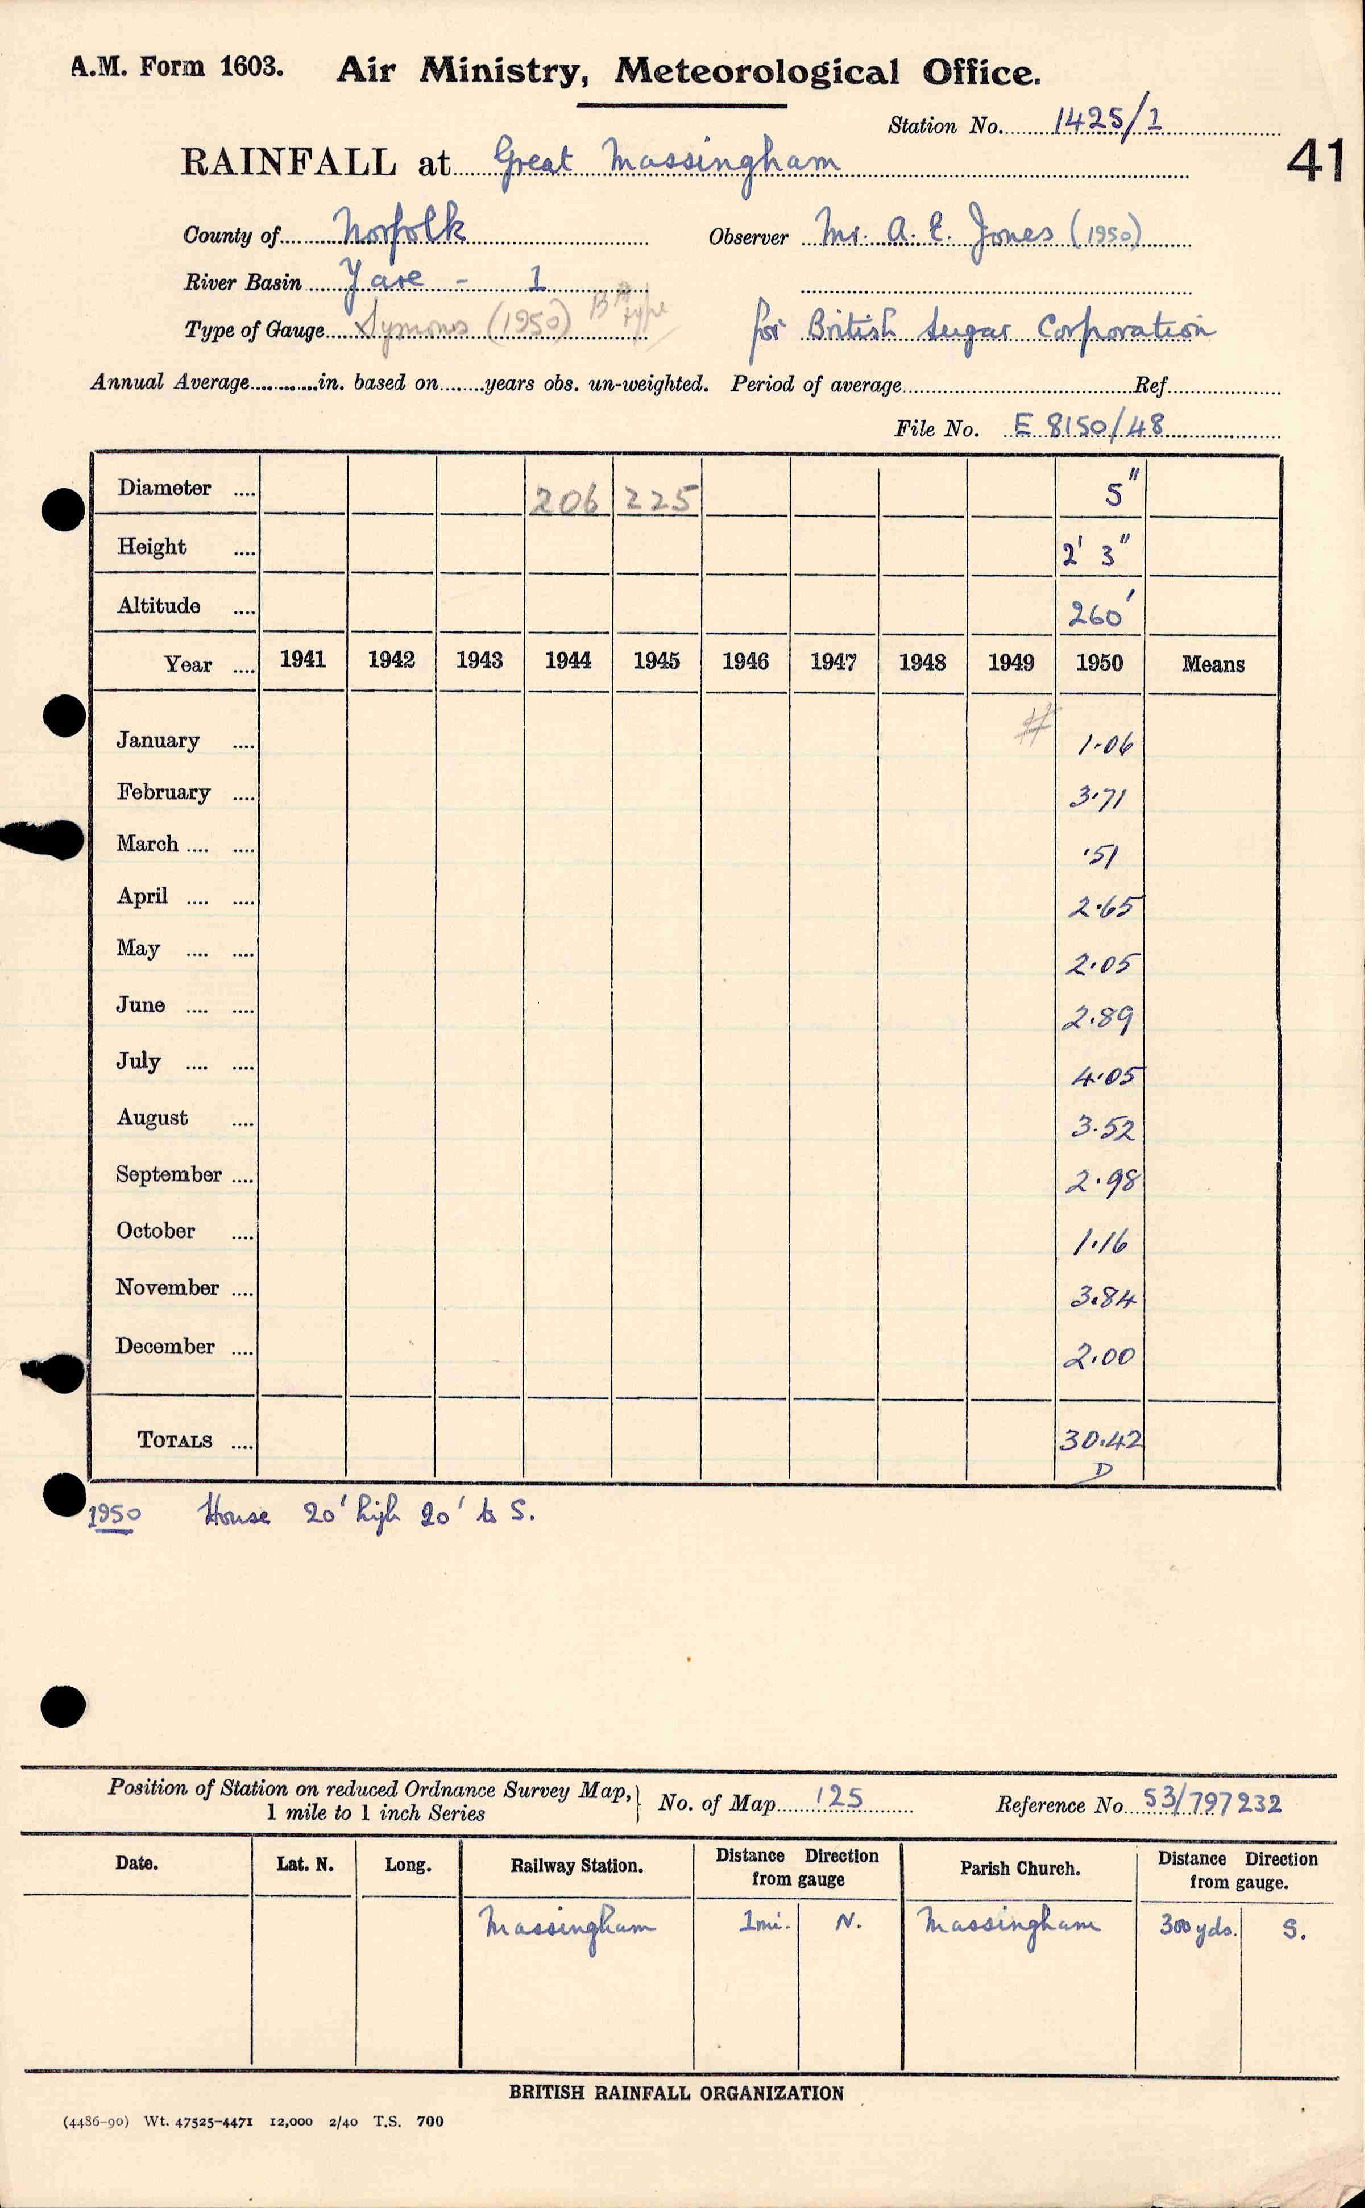 A.M. Form 1603. Air Ministry, Meteorological Office.
Station No. 1425/1
41
RAINFALL at Great Massingham
County of Norfolk Observer Mr. A. E. Jones (1950)
River Basin Yare - 1
Type of Gauge Symons (1950) type for British Sugar Corporation
Annual Average in. based on years obs. un-weighted. Period of average Ref
File No. E 8150/48
Diameter 206 225 5"
Height 2' 3"
Altitude 260'
Year 1941 1942 1943 1944 1945 1946 1947 1948 1949 1950 Means
January # 1.06
February 3.71
March .51
April 2.65
May 2.05
June 2.89
July 4.05
August 3.52
September 2.98
October 1.16
November 3.84
December 2.00
TOTALS 30.42
D
1950 House 20' high 20' to S.
Position of Station on reduced Ordnance Survey Map, 1 mile to 1 inch Series } No. of Map 125 Reference No 53/797232
Date. Lat. N. Long. Railway Station. Distance Direction from gauge Parish Church. Distance Direction from gauge.
Massingham 1mi. N. Massingham 300 yds. S.
BRITISH RAINFALL ORGANIZATION
(4486-90) Wt. 47525-4471 12,000 2/40 T.S. 700